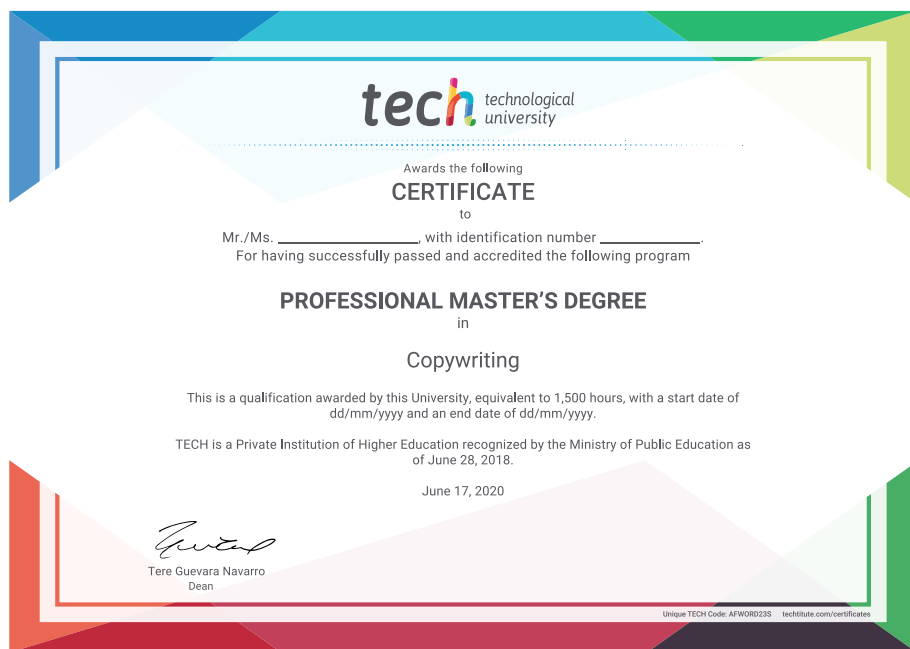 tech technological
university
Awards the following
CERTIFICATE
to
Mr./Ms. ____________________, with identification number ______________.
For having successfully passed and accredited the following program
PROFESSIONAL MASTER'S DEGREE
in
Copywriting
This is a qualification awarded by this University, equivalent to 1,500 hours, with a start date of
dd/mm/yyyy and an end date of dd/mm/yyyy.
TECH is a Private Institution of Higher Education recognized by the Ministry of Public Education as
of June 28, 2018.
June 17, 2020
Tere Guevara Navarro
Dean
Unique TECH Code: AFWORD23S techtitute.com/certificates